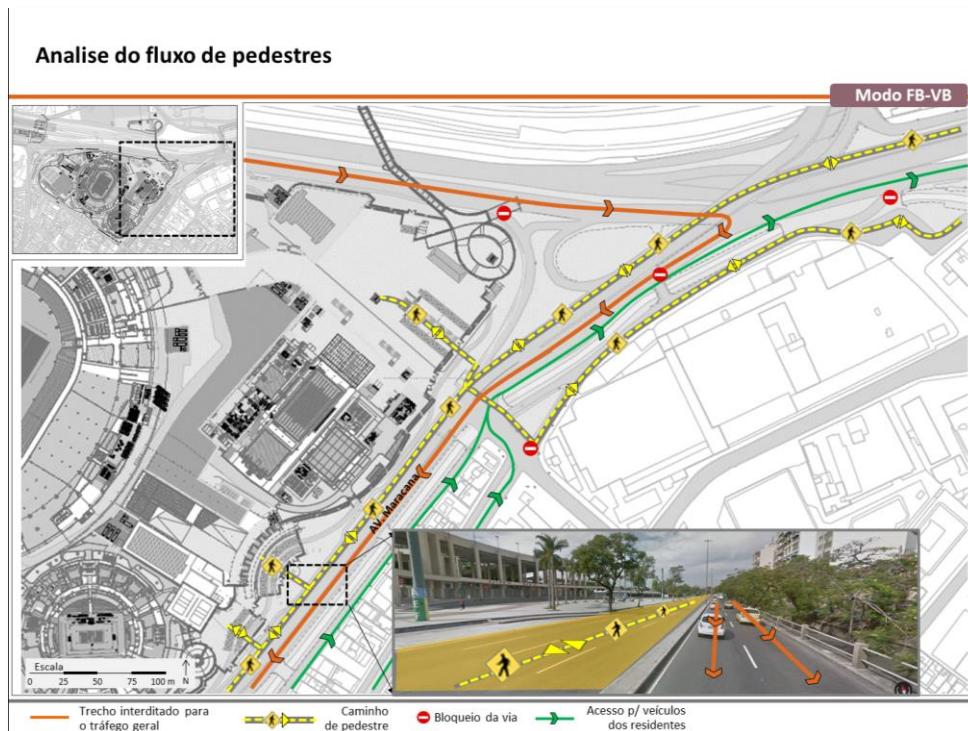 Analise do fluxo de pedestres
Modo FB-VB
AV. Maracana
Escala
0 25 50 75 100 m
N
Trecho interditado para
o tráfego geral
Caminho
de pedestre
Bloqueio da via
Acesso p/ veículos
dos residentes